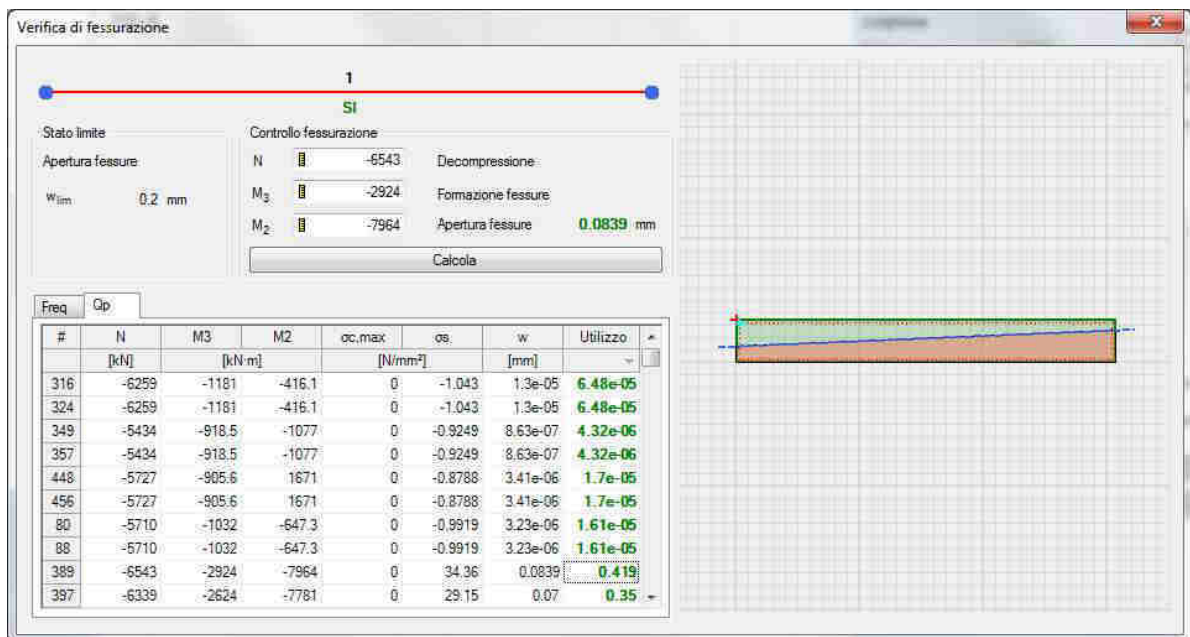 Verifica di fessurazione
1
SI
Stato limite
Apertura fessure
wlim 0.2 mm
Controllo fessurazione
N -6543 Decompressione
M3 -2924 Formazione fessure
M2 -7964 Apertura fessure 0.0839 mm
Calcola
Freq Qp
# N M3 M2 σc,max σs w Utilizzo
[kN] [kN·m] [N/mm²] [mm]
316 -6259 -1181 -416.1 0 -1.043 1.3e-05 6.48e-05
324 -6259 -1181 -416.1 0 -1.043 1.3e-05 6.48e-05
349 -5434 -918.5 -1077 0 -0.9249 8.63e-07 4.32e-06
357 -5434 -918.5 -1077 0 -0.9249 8.63e-07 4.32e-06
448 -5727 -905.6 1671 0 -0.8788 3.41e-06 1.7e-05
456 -5727 -905.6 1671 0 -0.8788 3.41e-06 1.7e-05
80 -5710 -1032 -647.3 0 -0.9919 3.23e-06 1.61e-05
88 -5710 -1032 -647.3 0 -0.9919 3.23e-06 1.61e-05
389 -6543 -2924 -7964 0 34.36 0.0839 0.419
397 -6339 -2624 -7781 0 29.15 0.07 0.35